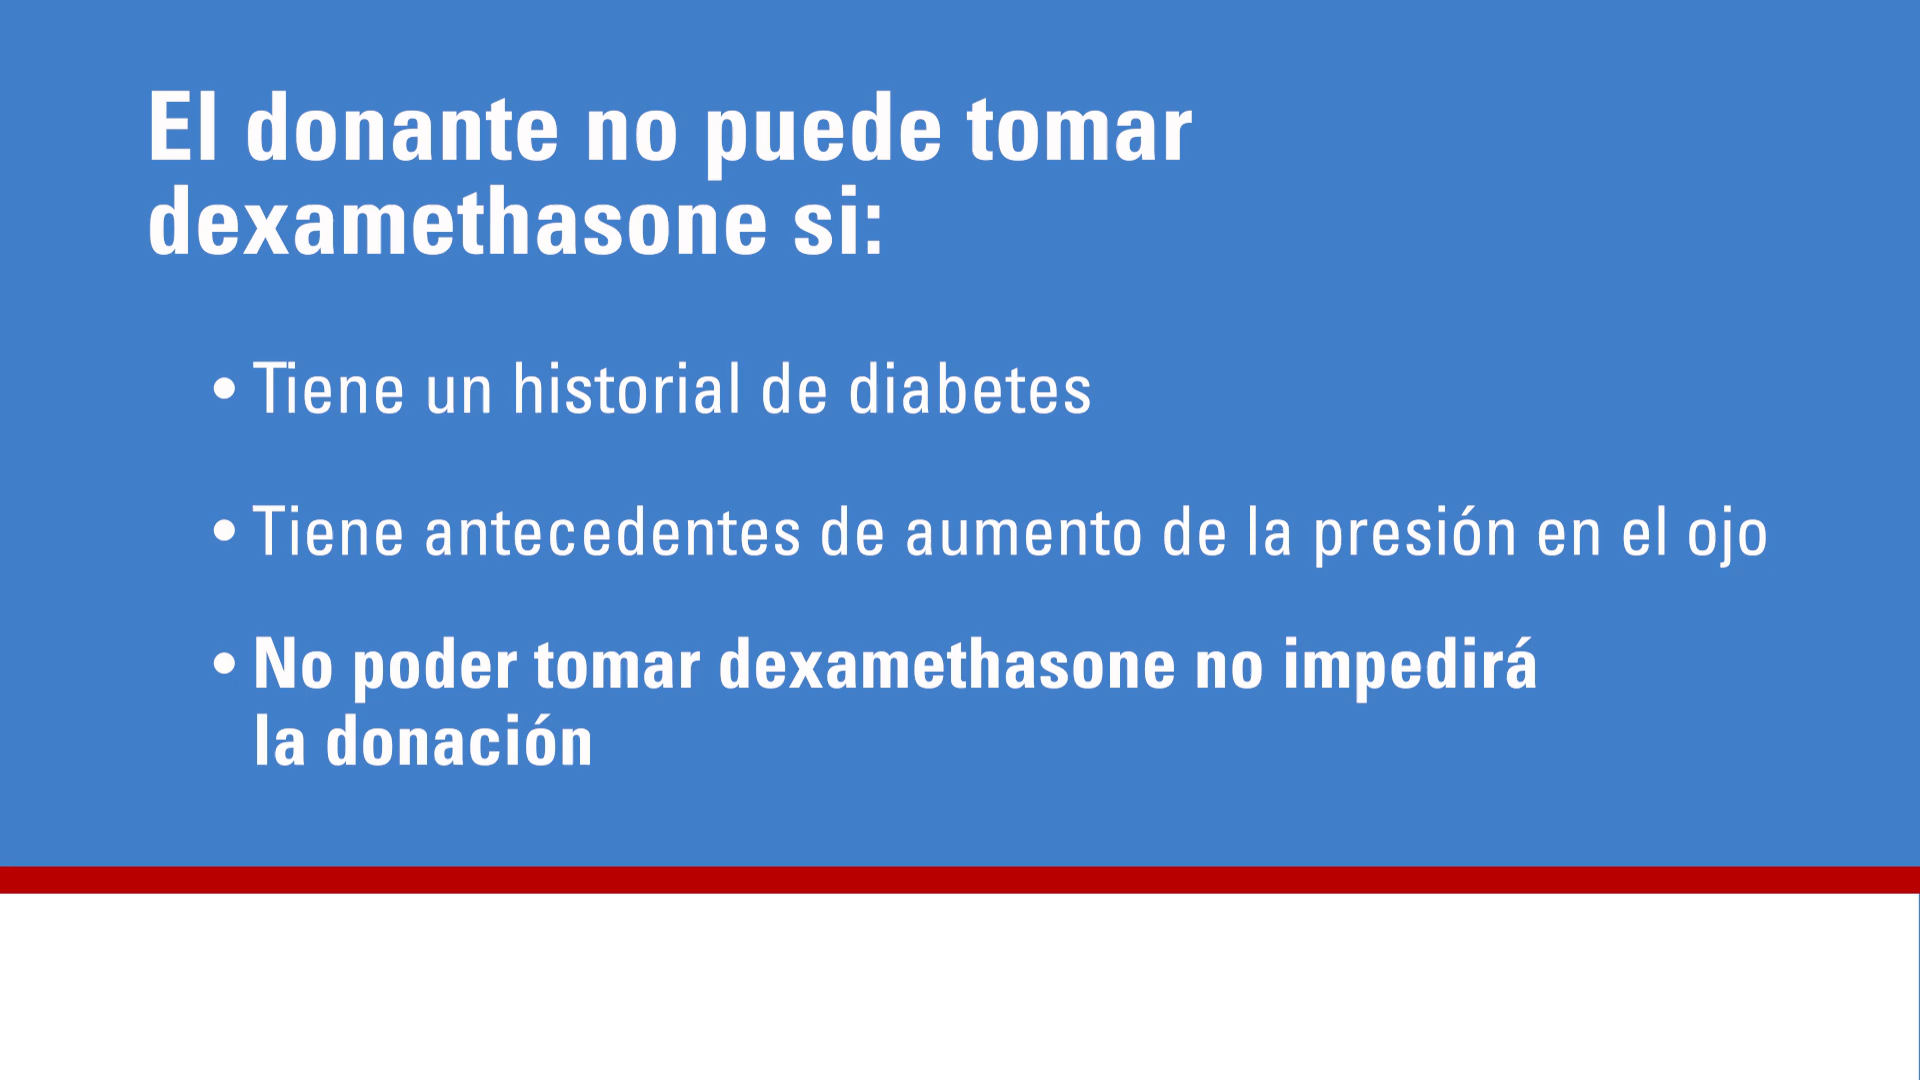 El donante no puede tomar
dexamethasone si:
• Tiene un historial de diabetes
• Tiene antecedentes de aumento de la presión en el ojo
• No poder tomar dexamethasone no impedirá
la donación